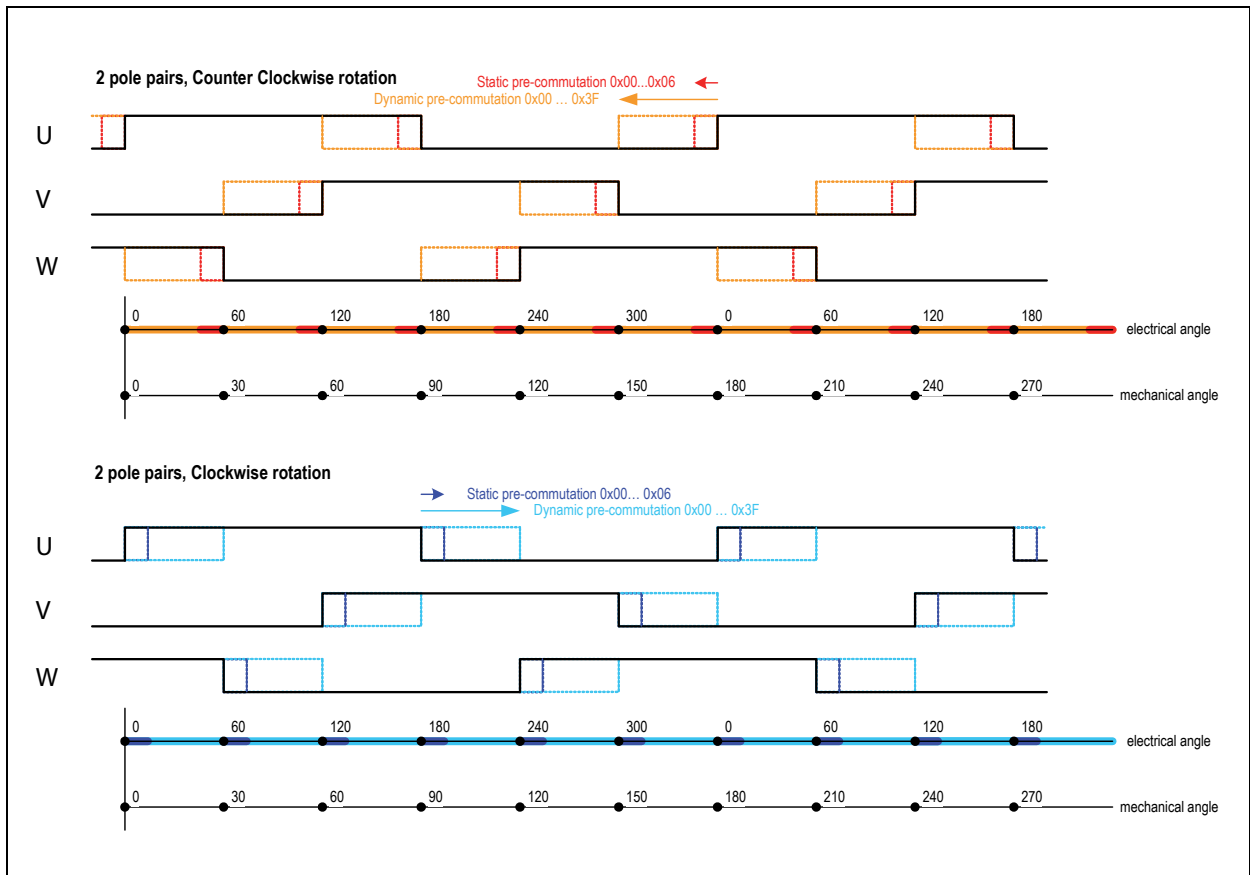 2 pole pairs, Counter Clockwise rotation
Static pre-commutation 0x00...0x06
Dynamic pre-commutation 0x00 ... 0x3F
U
V
W
0 60 120 180 240 300 0 60 120 180
electrical angle
0 30 60 90 120 150 180 210 240 270
mechanical angle
2 pole pairs, Clockwise rotation
Static pre-commutation 0x00... 0x06
Dynamic pre-commutation 0x00 ... 0x3F
U
V
W
0 60 120 180 240 300 0 60 120 180
electrical angle
0 30 60 90 120 150 180 210 240 270
mechanical angle